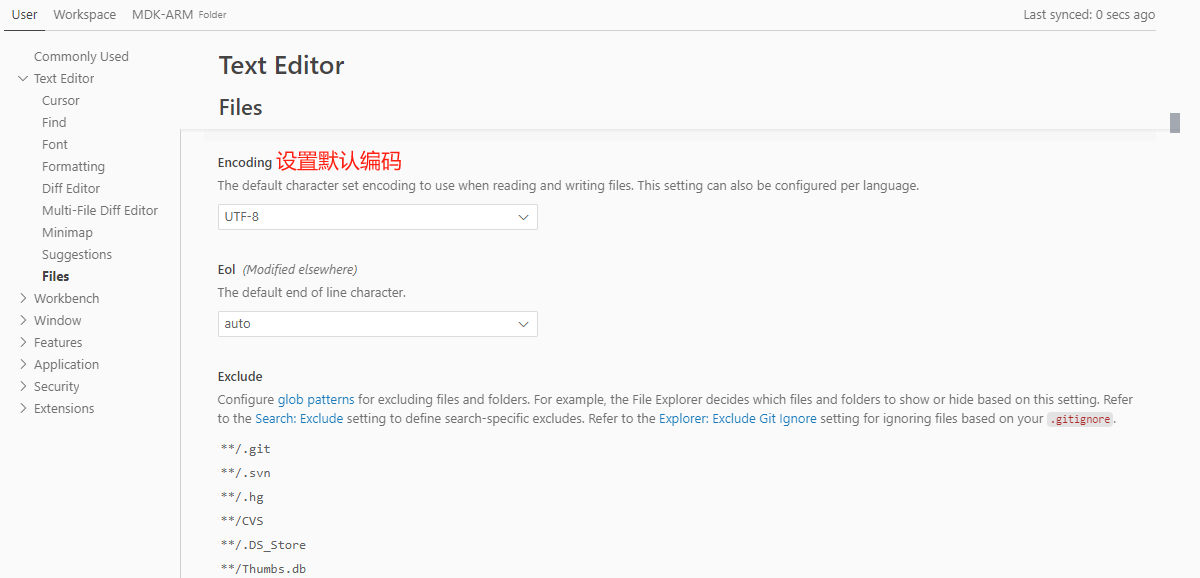 User Workspace MDK-ARM Folder Last synced: 0 secs ago
Commonly Used
Text Editor
Cursor
Find
Font
Formatting
Diff Editor
Multi-File Diff Editor
Minimap
Suggestions
Files
Workbench
Window
Features
Application
Security
Extensions
Text Editor
Files
Encoding 设置默认编码
The default character set encoding to use when reading and writing files. This setting can also be configured per language.
UTF-8
Eol (Modified elsewhere)
The default end of line character.
auto
Exclude
Configure glob patterns for excluding files and folders. For example, the File Explorer decides which files and folders to show or hide based on this setting. Refer
to the Search: Exclude setting to define search-specific excludes. Refer to the Explorer: Exclude Git Ignore setting for ignoring files based on your .gitignore.
**/.git
**/.svn
**/.hg
**/CVS
**/.DS_Store
**/Thumbs.db